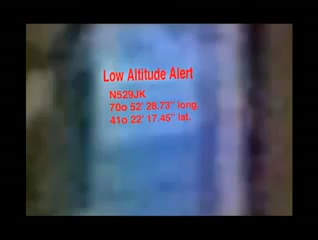 Low Altitude Alert
N529JK
70o 52' 28.73" long.
41o 22' 17.45" lat.